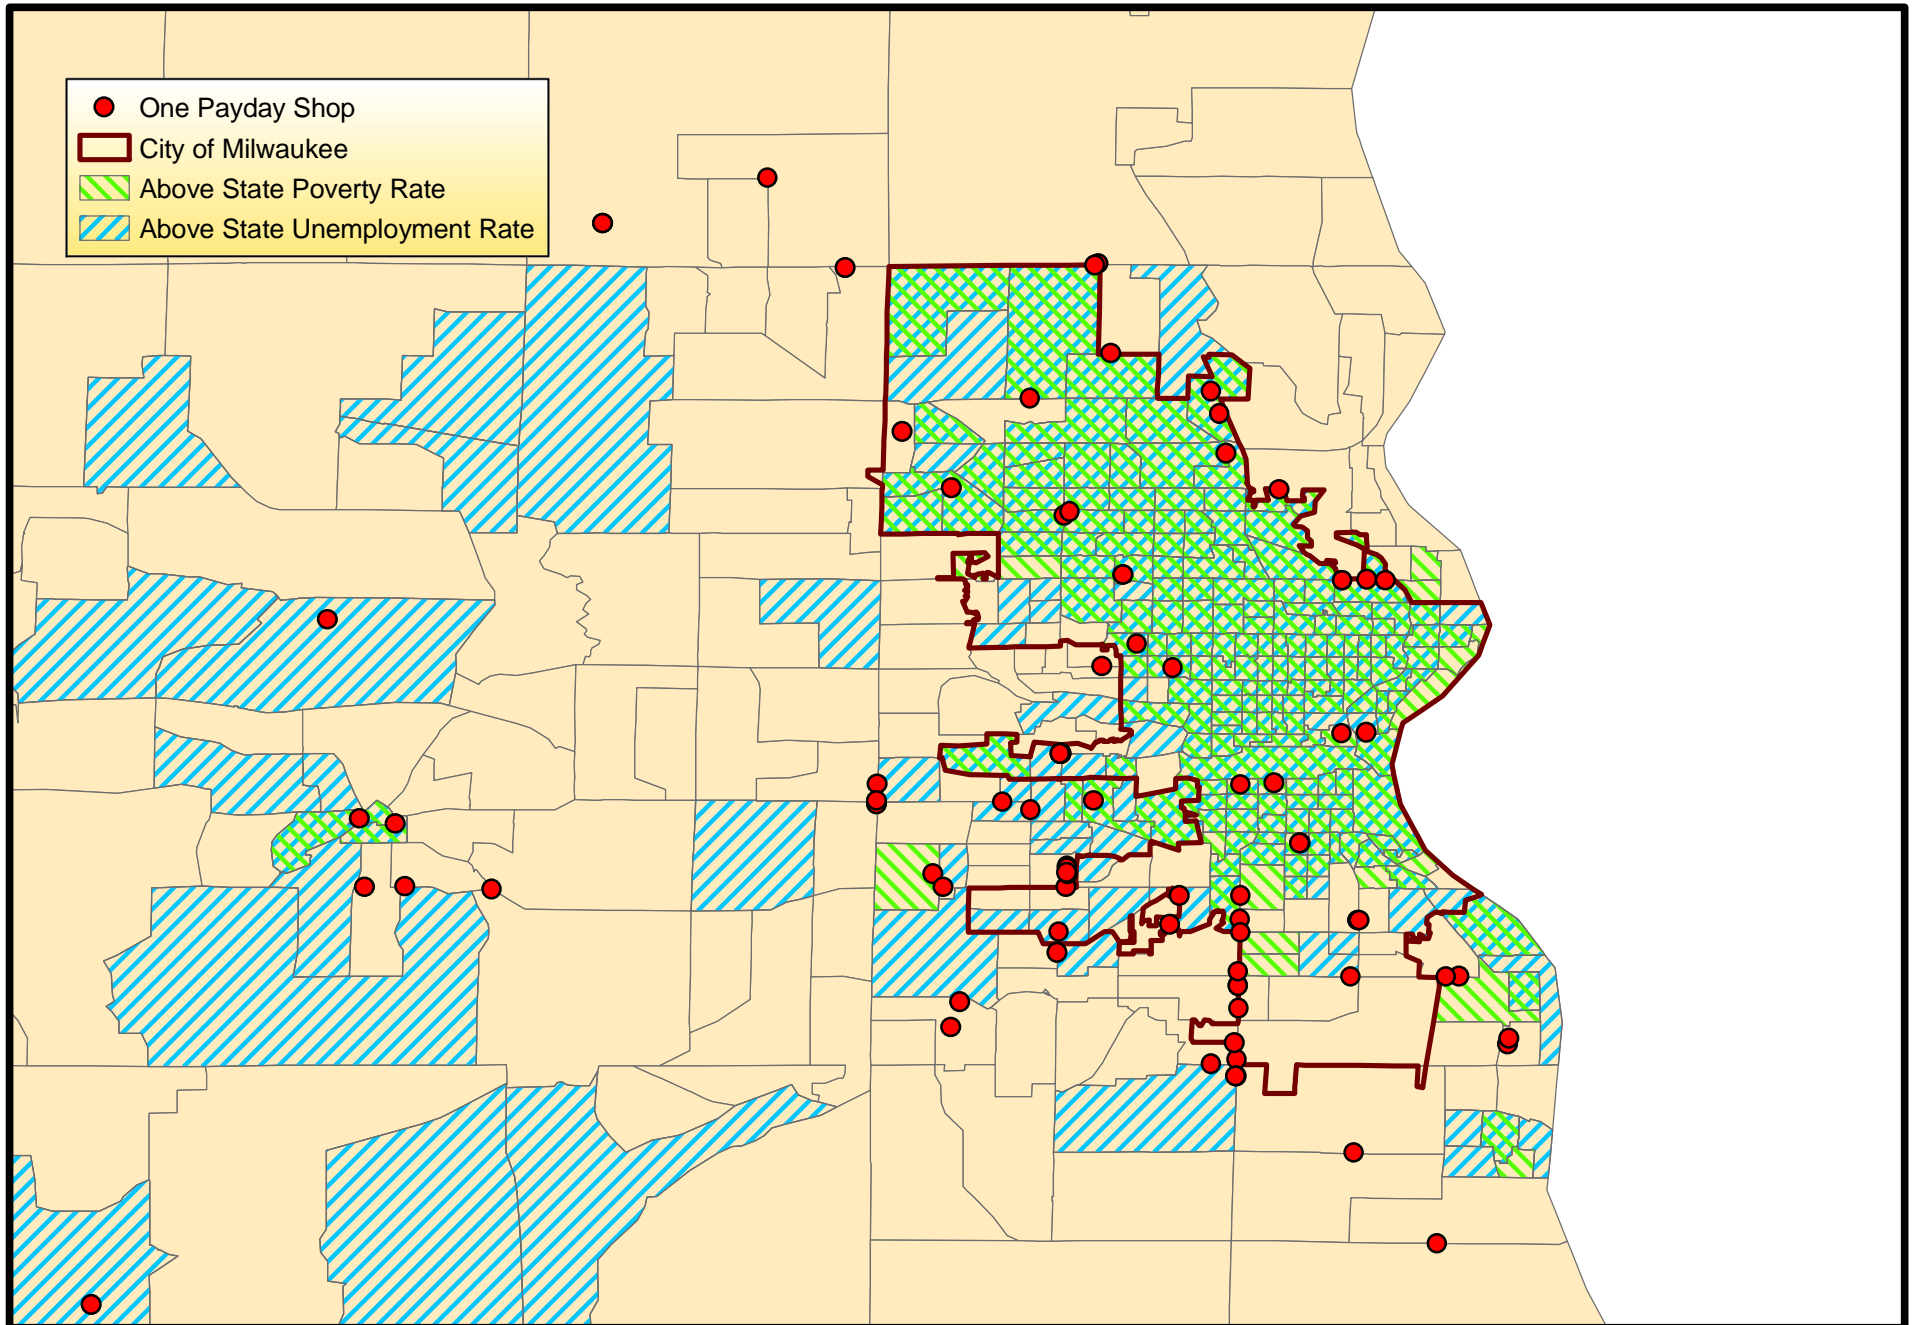 One Payday Shop
City of Milwaukee
Above State Poverty Rate
Above State Unemployment Rate